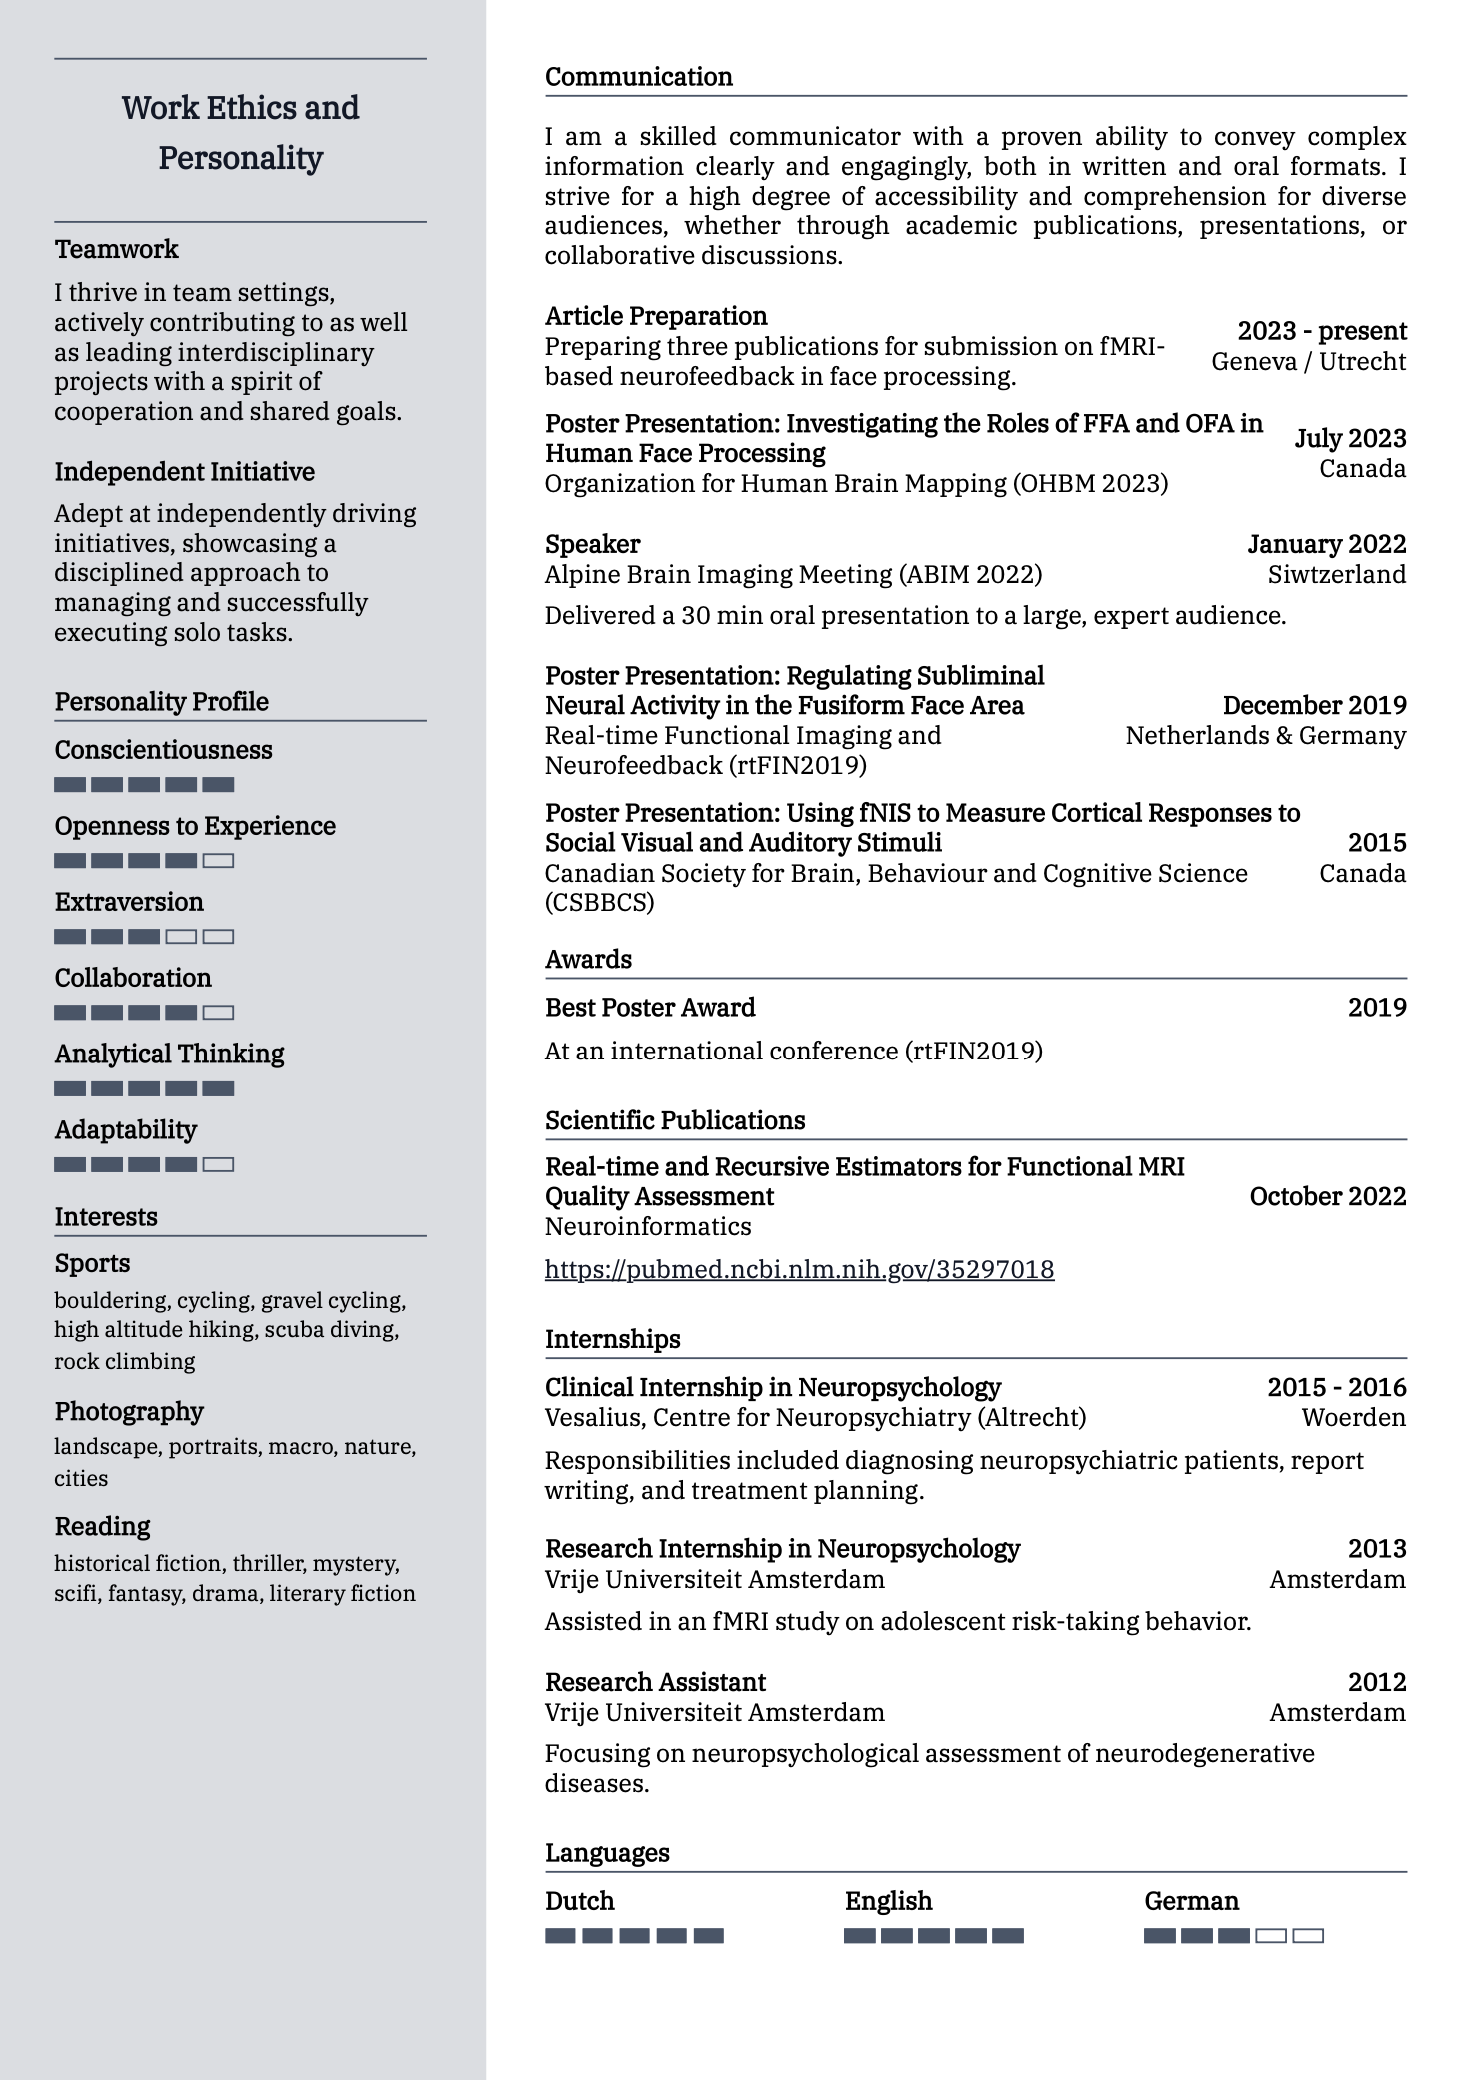 Work Ethics and
Personality
Teamwork
I thrive in team settings,
actively contributing to as well
as leading interdisciplinary
projects with a spirit of
cooperation and shared goals.
Independent Initiative
Adept at independently driving
initiatives, showcasing a
disciplined approach to
managing and successfully
executing solo tasks.
Personality Profile
Conscientiousness
Openness to Experience
Extraversion
Collaboration
Analytical Thinking
Adaptability
Interests
Sports
bouldering, cycling, gravel cycling,
high altitude hiking, scuba diving,
rock climbing
Photography
landscape, portraits, macro, nature,
cities
Reading
historical fiction, thriller, mystery,
scifi, fantasy, drama, literary fiction
Communication
I am a skilled communicator with a proven ability to convey complex
information clearly and engagingly, both in written and oral formats. I
strive for a high degree of accessibility and comprehension for diverse
audiences, whether through academic publications, presentations, or
collaborative discussions.
Article Preparation
2023 - present
Preparing three publications for submission on fMRI-
Geneva / Utrecht
based neurofeedback in face processing.
Poster Presentation: Investigating the Roles of FFA and OFA in
July 2023
Human Face Processing
Canada
Organization for Human Brain Mapping (OHBM 2023)
Speaker January 2022
Alpine Brain Imaging Meeting (ABIM 2022) Siwtzerland
Delivered a 30 min oral presentation to a large, expert audience.
Poster Presentation: Regulating Subliminal
Neural Activity in the Fusiform Face Area December 2019
Real-time Functional Imaging and Netherlands & Germany
Neurofeedback (rtFIN2019)
Poster Presentation: Using fNIS to Measure Cortical Responses to
Social Visual and Auditory Stimuli 2015
Canadian Society for Brain, Behaviour and Cognitive Science Canada
(CSBBCS)
Awards
Best Poster Award 2019
At an international conference (rtFIN2019)
Scientific Publications
Real-time and Recursive Estimators for Functional MRI
Quality Assessment October 2022
Neuroinformatics
https://pubmed.ncbi.nlm.nih.gov/35297018
Internships
Clinical Internship in Neuropsychology 2015 - 2016
Vesalius, Centre for Neuropsychiatry (Altrecht) Woerden
Responsibilities included diagnosing neuropsychiatric patients, report
writing, and treatment planning.
Research Internship in Neuropsychology 2013
Vrije Universiteit Amsterdam Amsterdam
Assisted in an fMRI study on adolescent risk-taking behavior.
Research Assistant 2012
Vrije Universiteit Amsterdam Amsterdam
Focusing on neuropsychological assessment of neurodegenerative
diseases.
Languages
Dutch English German